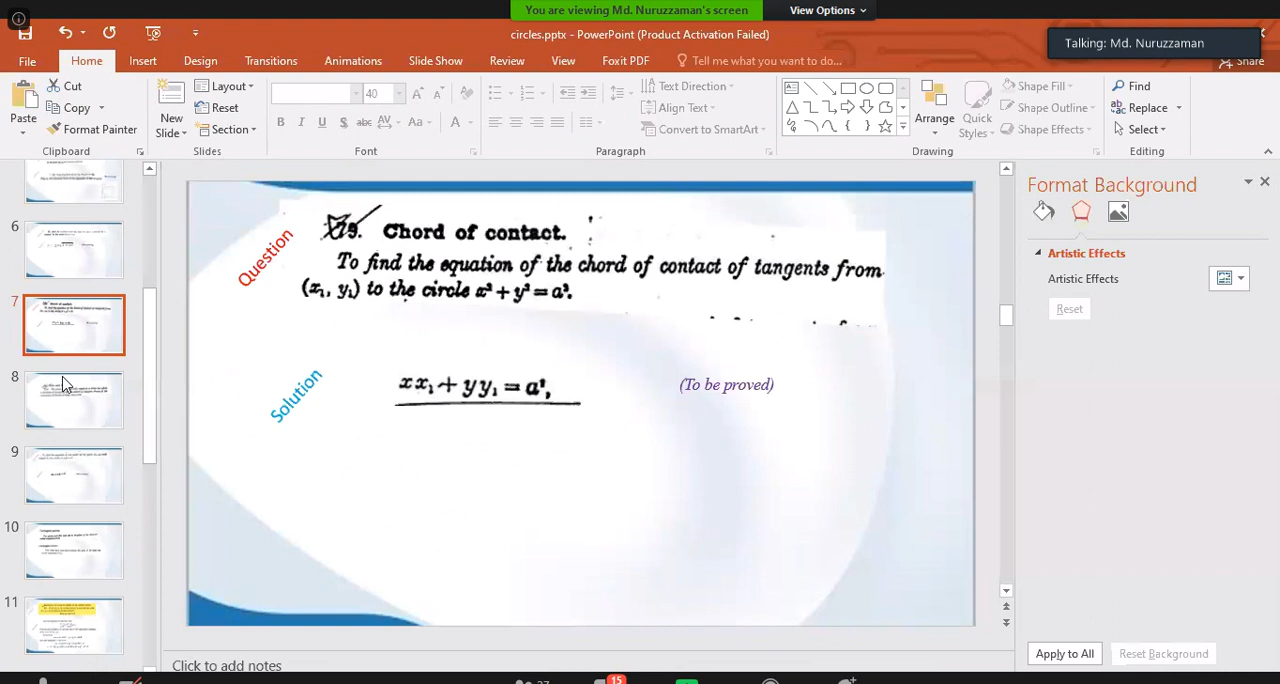 You are viewing Md. Nuruzzaman's screen
View Options
circles.pptx - PowerPoint (Product Activation Failed)
Talking: Md. Nuruzzaman
File
Home
Insert
Design
Transitions
Animations
Slide Show
Review
View
Foxit PDF
Tell me what you want to do...
Share
Paste
Cut
Copy
Format Painter
Clipboard
New
Slide
Layout
Reset
Section
Slides
40
B I U S abc AV Aa A
Font
Text Direction
Align Text
Convert to SmartArt
Paragraph
Arrange
Quick
Styles
Shape Fill
Shape Outline
Shape Effects
Drawing
Find
Replace
Select
Editing
6
7
8
9
10
11
Question
Chord of contact.
To find the equation of the chord of contact of tangents from
(x₁, y₁) to the circle x² + y² = a².
Solution
xx₁ + yy₁ = a²,
(To be proved)
Click to add notes
Format Background
Artistic Effects
Artistic Effects
Reset
Apply to All
Reset Background
15